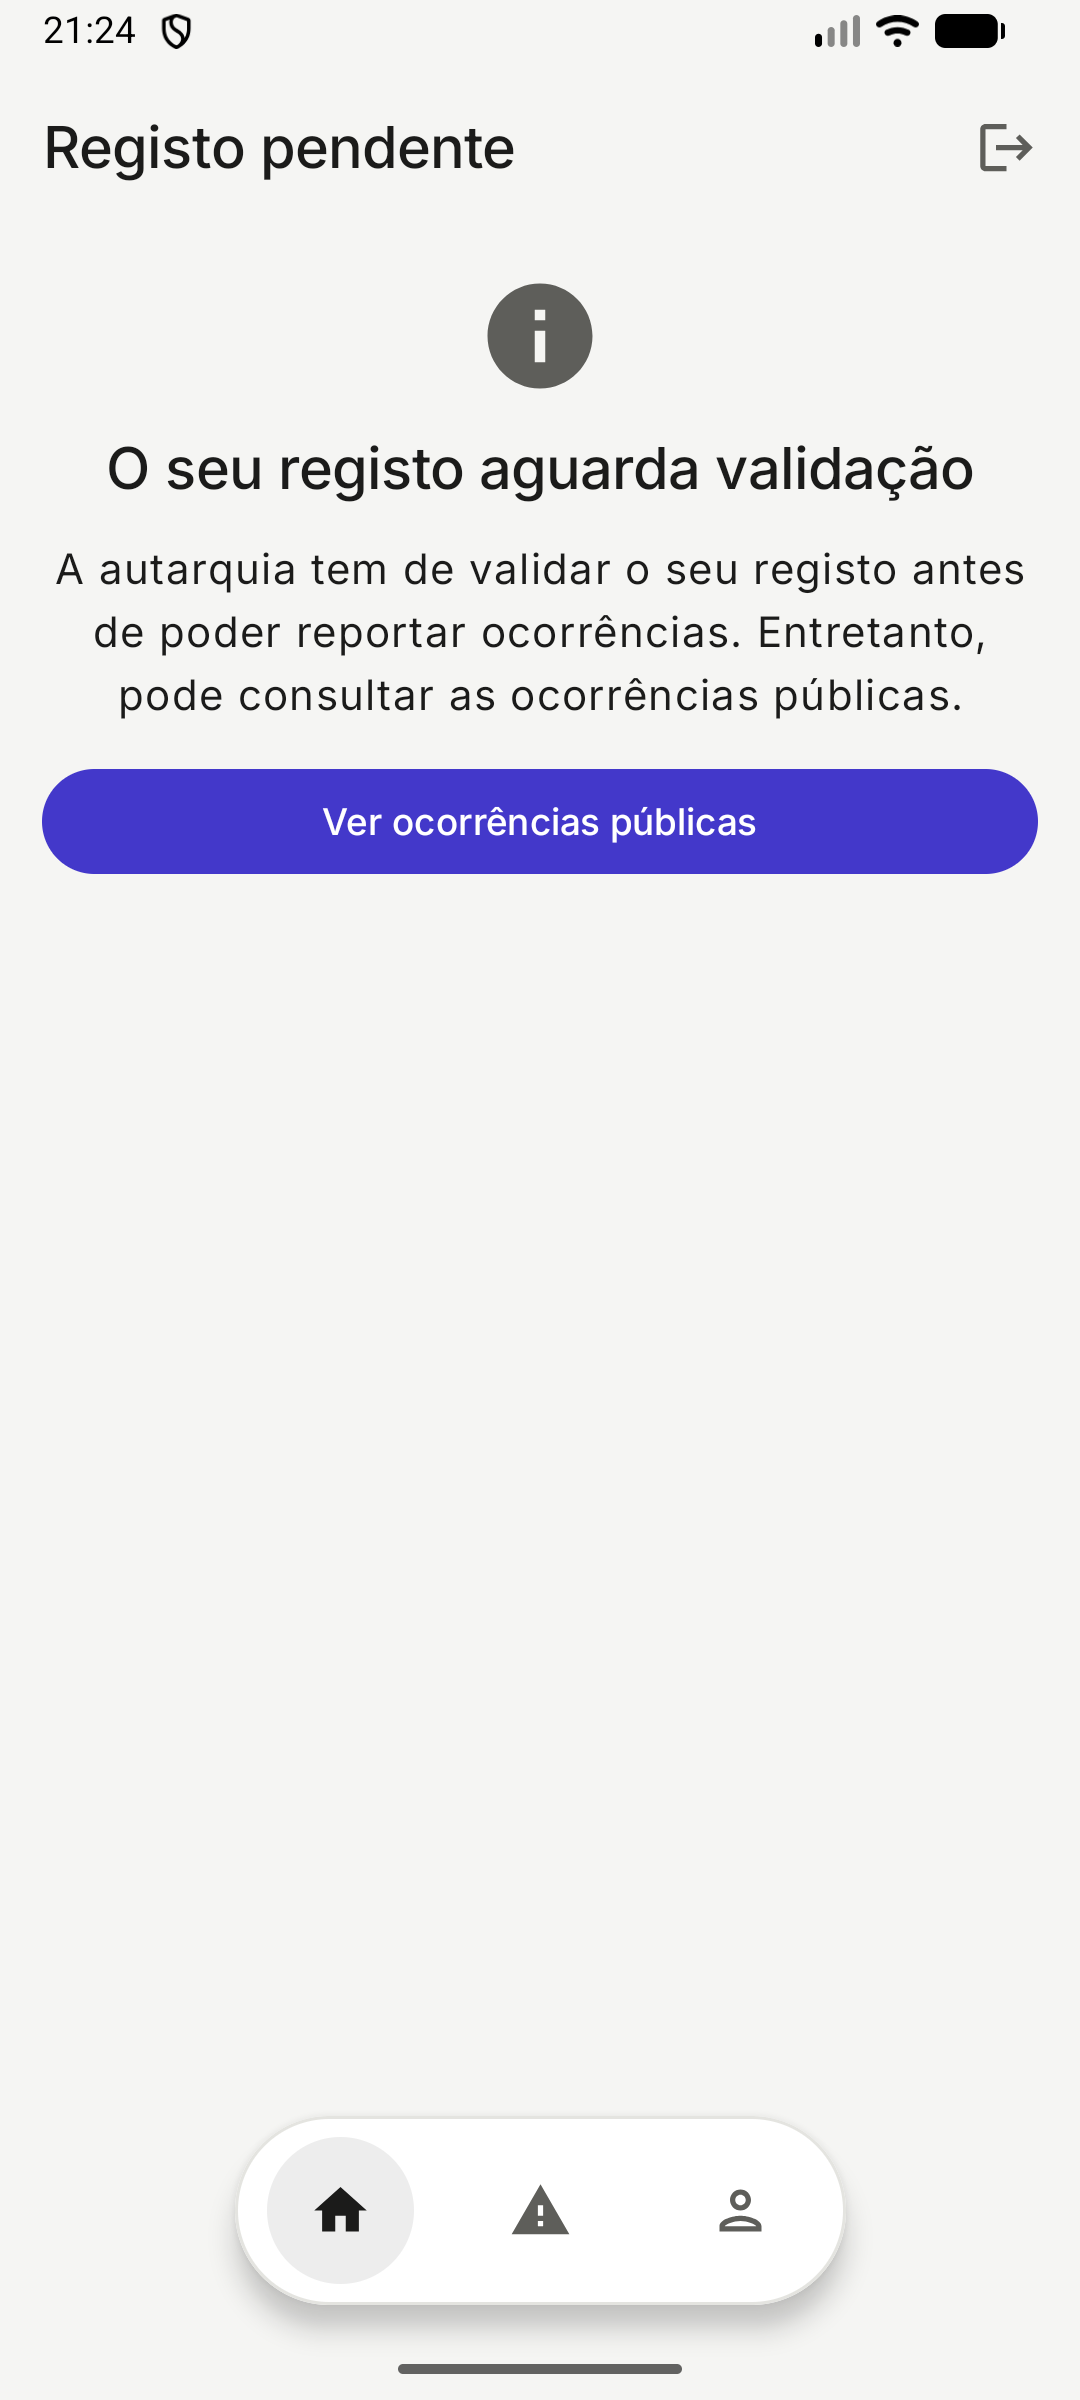 21:24
Registo pendente
O seu registo aguarda validação
A autarquia tem de validar o seu registo antes
de poder reportar ocorrências. Entretanto,
pode consultar as ocorrências públicas.
Ver ocorrências públicas